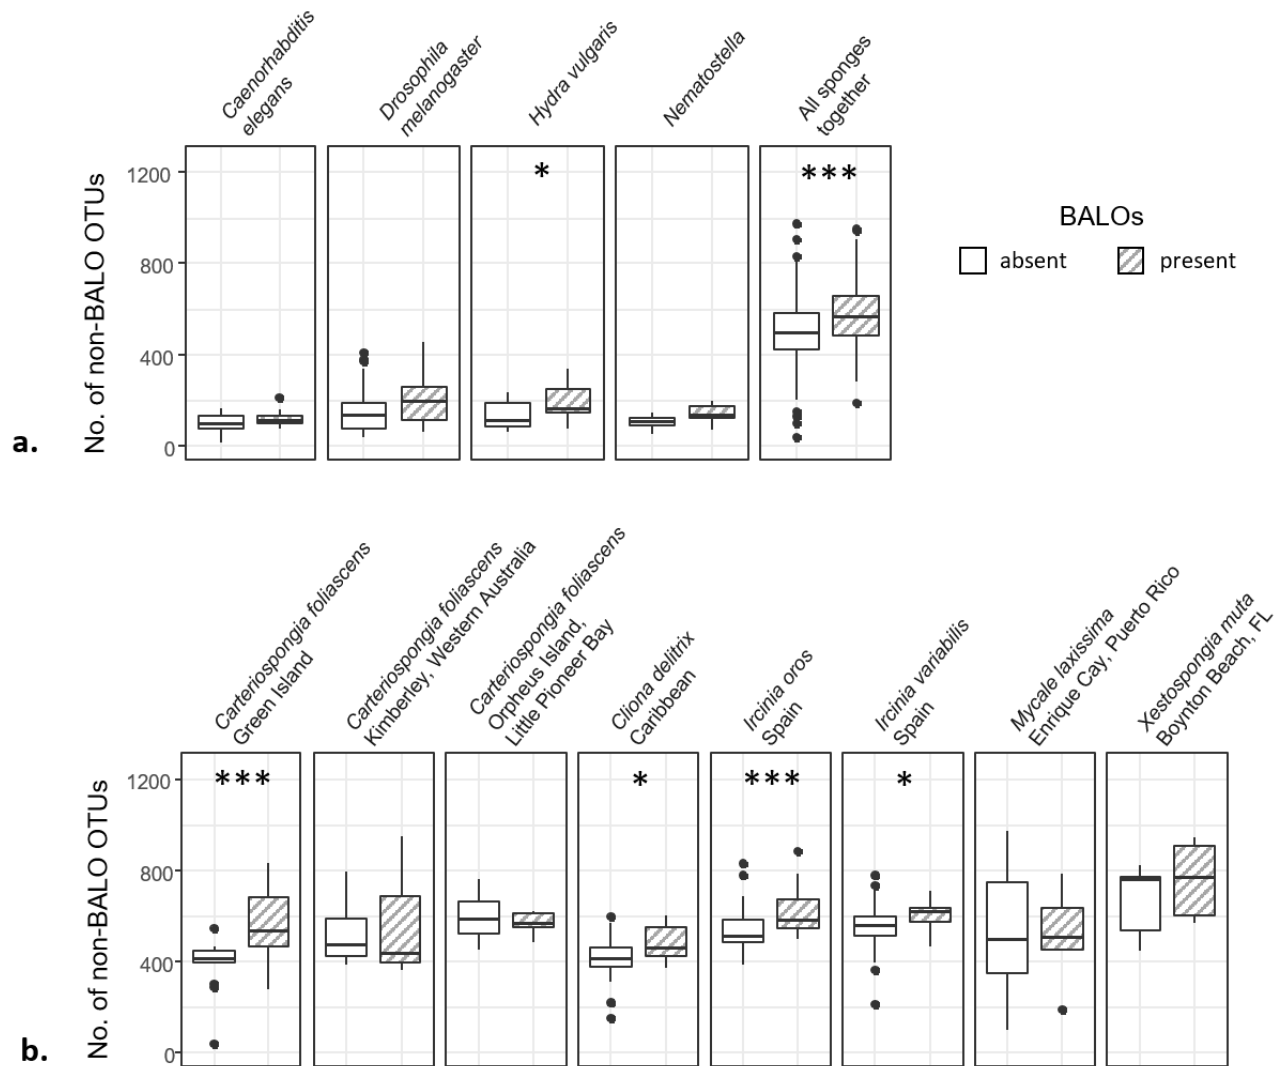 Caenorhabditis
elegans
Drosophila
melanogaster
Hydra vulgaris
Nematostella
All sponges
together
* ***
No. of non-BALO OTUs
1200
800
400
0
BALOs
absent present
a.
Carteriospongia foliascens
Green Island
Carteriospongia foliascens
Kimberley, Western Australia
Carteriospongia foliascens
Orpheus Island,
Little Pioneer Bay
Cliona delitrix
Caribbean
Ircinia oros
Spain
Ircinia variabilis
Spain
Mycale laxissima
Enrique Cay, Puerto Rico
Xestospongia muta
Boynton Beach, FL
*** * *** *
No. of non-BALO OTUs
1200
800
400
0
b.